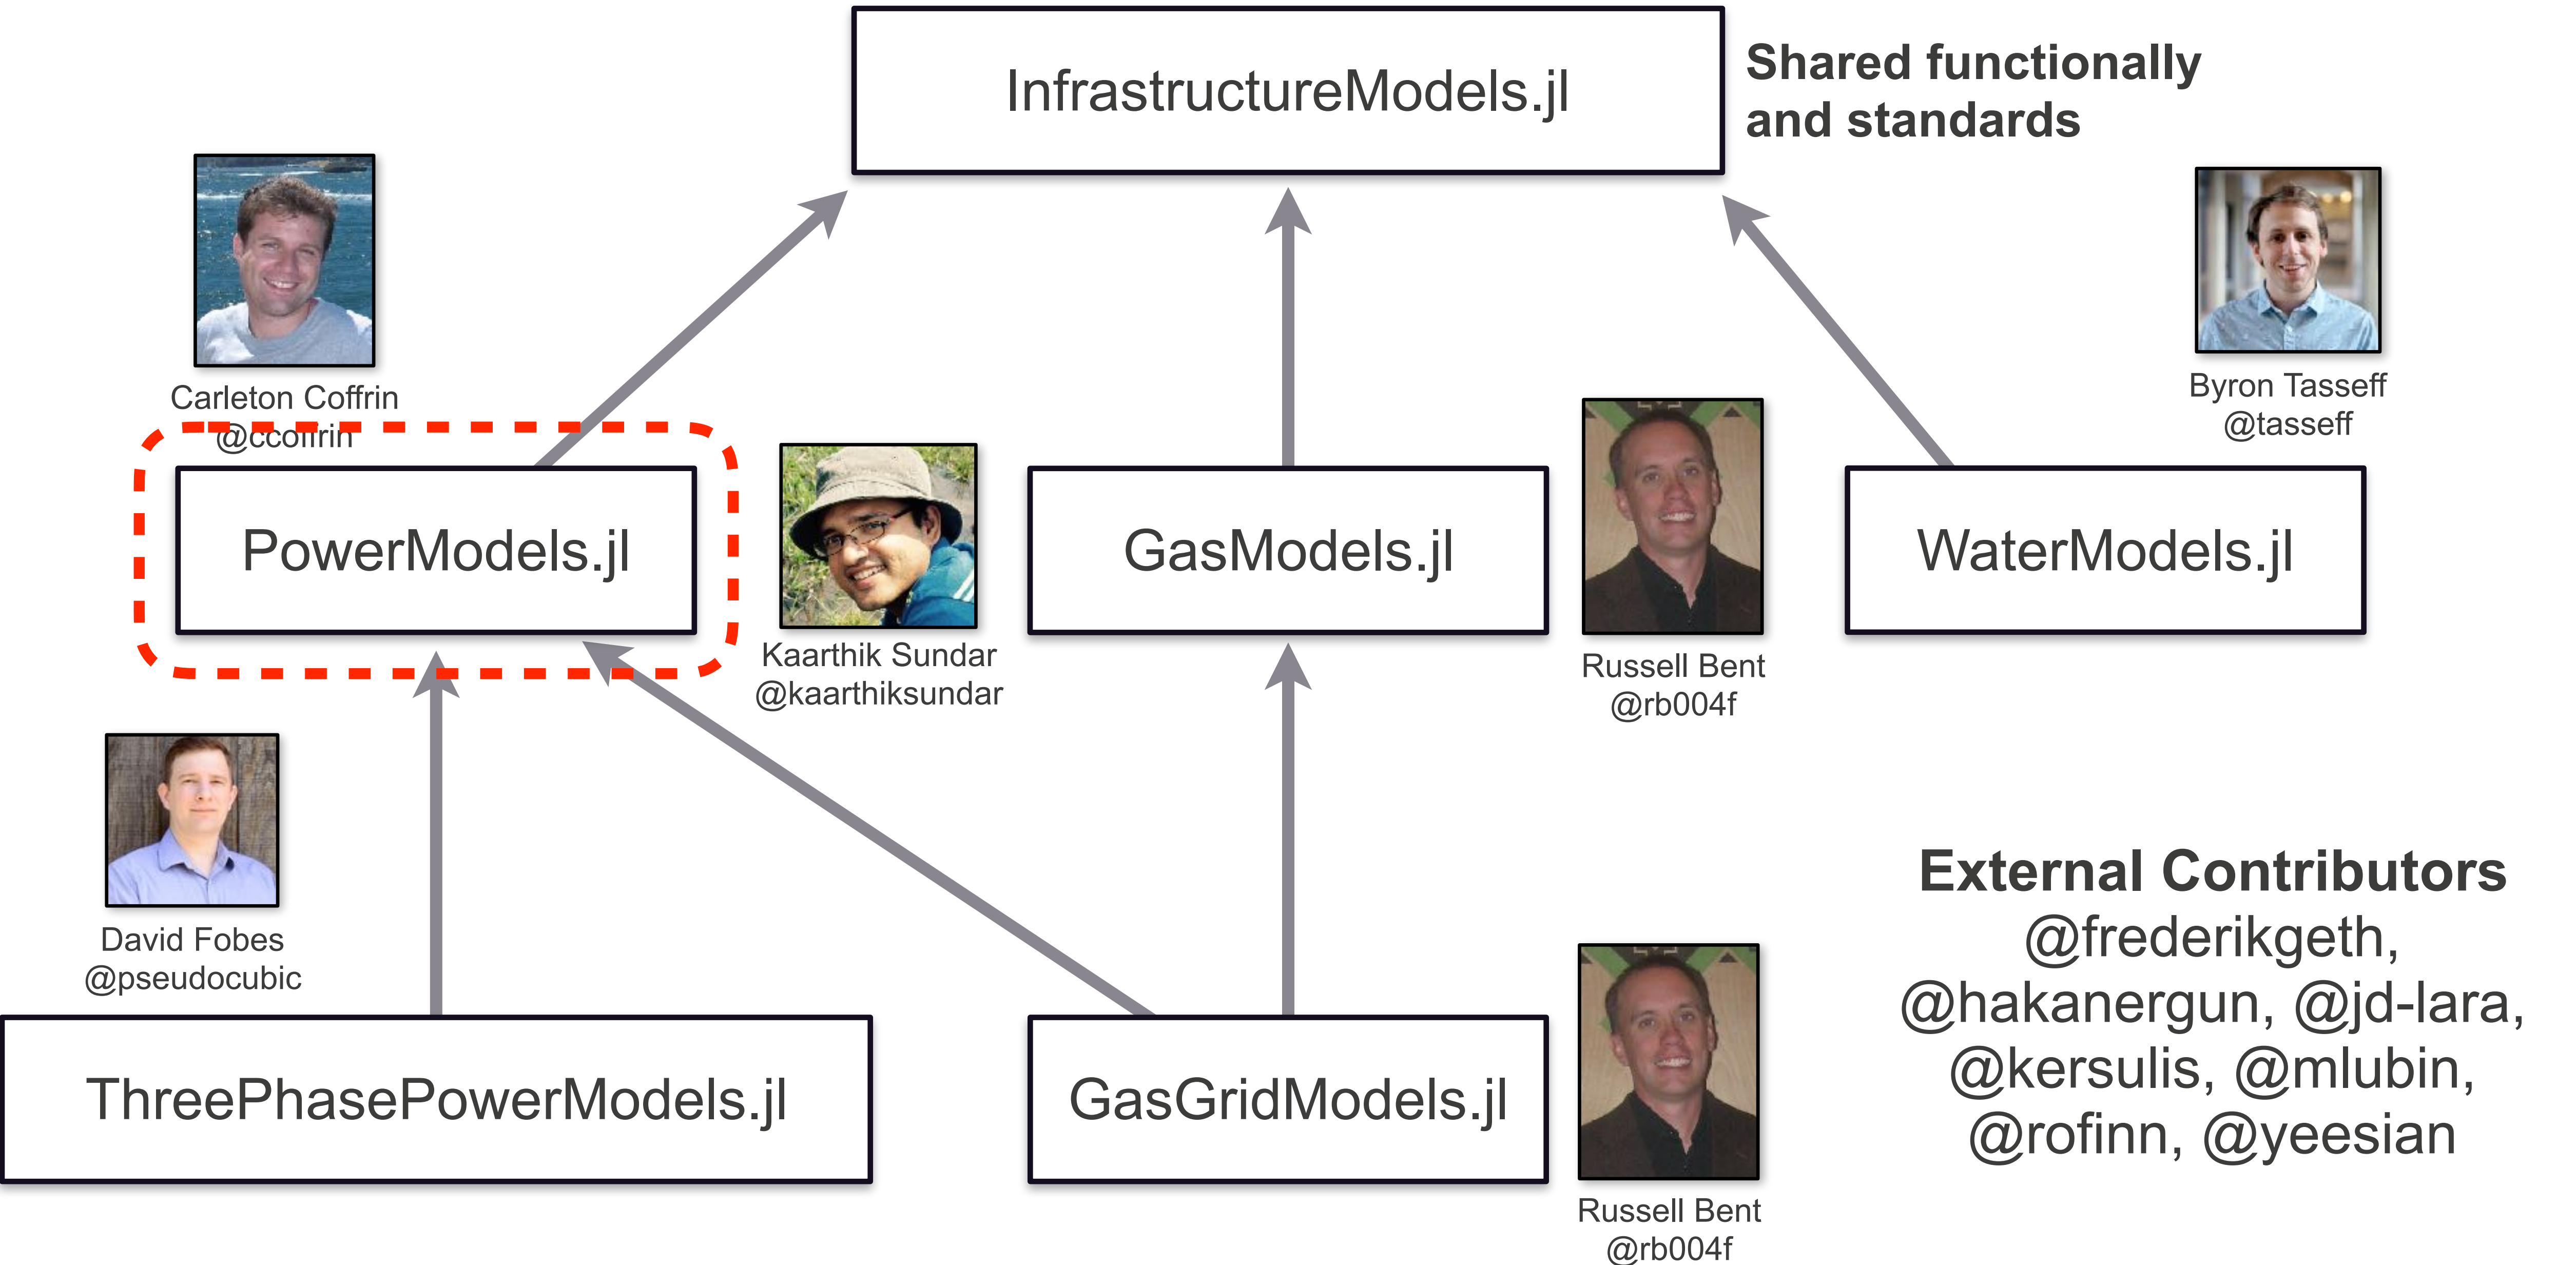 InfrastructureModels.jl
Shared functionally
and standards
Carleton Coffrin
@ccoffrin
Byron Tasseff
@tasseff
PowerModels.jl
Kaarthik Sundar
@kaarthiksundar
GasModels.jl
Russell Bent
@rb004f
WaterModels.jl
David Fobes
@pseudocubic
External Contributors
@frederikgeth,
@hakanergun, @jd-lara,
@kersulis, @mlubin,
@rofinn, @yeesian
ThreePhasePowerModels.jl
GasGridModels.jl
Russell Bent
@rb004f